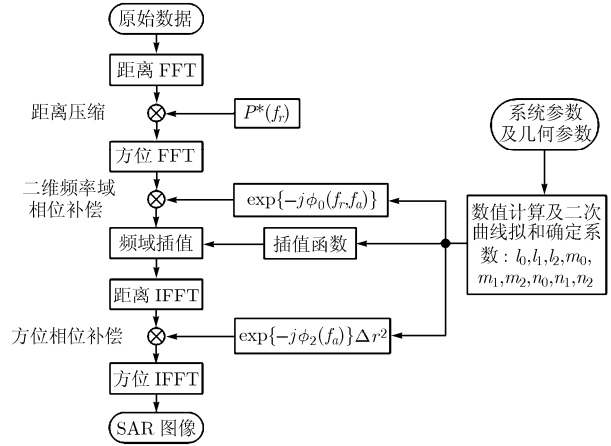 原始数据
距离 FFT
距离压缩
P*(f_r)
方位 FFT
二维频率域
相位补偿
exp{−jϕ_0(f_r,f_a)}
频域插值
插值函数
距离 IFFT
方位相位补偿
exp{−jϕ_2(f_a)}Δr^2
方位 IFFT
SAR 图像
系统参数
及几何参数
数值计算及二次
曲线拟和确定系
数：l_0,l_1,l_2,m_0,
m_1,m_2,n_0,n_1,n_2